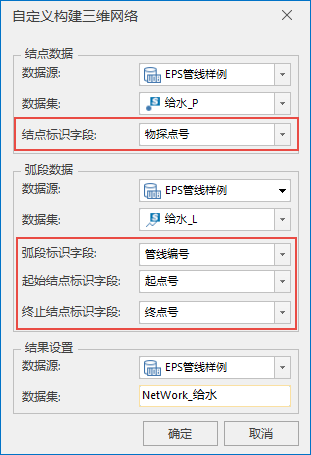 自定义构建三维网络
结点数据
数据源: EPS管线样例
数据集: 给水_P
结点标识字段: 物探点号
弧段数据
数据源: EPS管线样例
数据集: 给水_L
弧段标识字段: 管线编号
起始结点标识字段: 起点号
终止结点标识字段: 终点号
结果设置
数据源: EPS管线样例
数据集: NetWork_给水
确定 取消